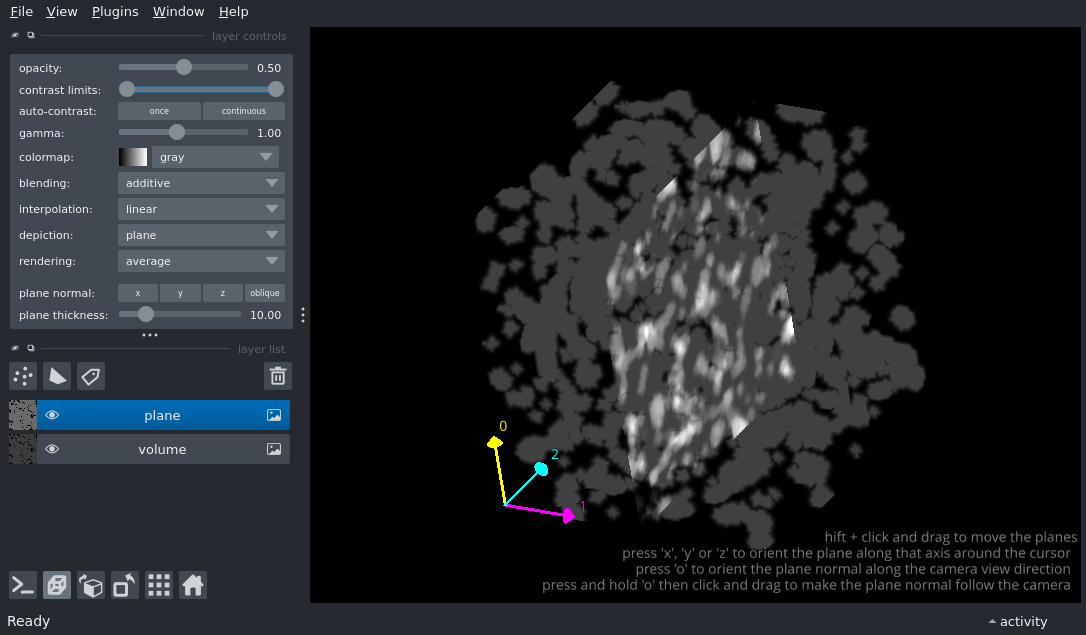 File View Plugins Window Help
layer controls
opacity: 0.50
contrast limits:
auto-contrast: once continuous
gamma: 1.00
colormap: gray
blending: additive
interpolation: linear
depiction: plane
rendering: average
plane normal: x y z oblique
plane thickness: 10.00
layer list
plane
volume
0
2
1
hift + click and drag to move the planes
press 'x', 'y' or 'z' to orient the plane along that axis around the cursor
press 'o' to orient the plane normal along the camera view direction
press and hold 'o' then click and drag to make the plane normal follow the camera
Ready
activity